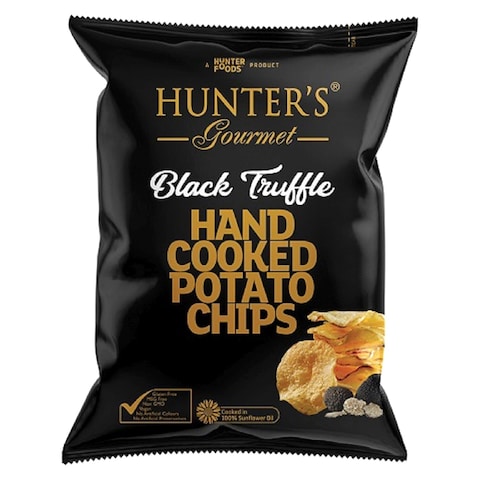 A HUNTER FOODS PRODUCT
HUNTER'S®
Gourmet
Black Truffle
HAND
COOKED
POTATO
CHIPS
Gluten Free
MSG Free
Non GMO
Vegan
No Artificial Colours
No Artificial Preservatives
Cooked in
100% Sunflower Oil